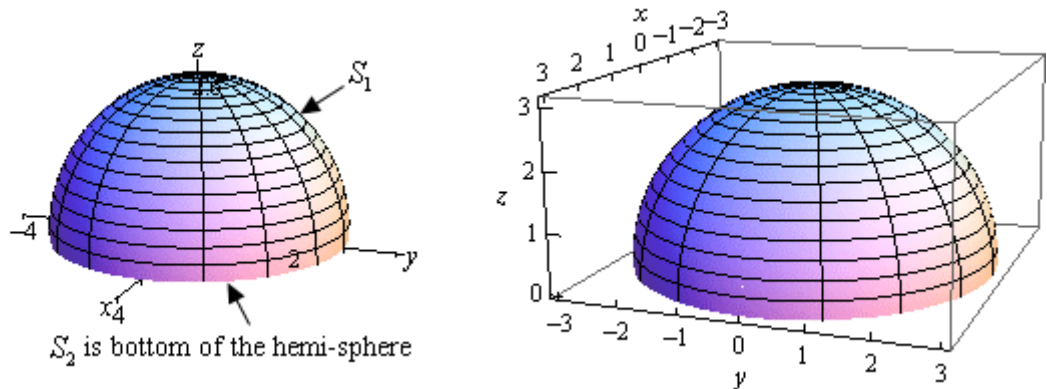 z
S₁
−4
2
y
x
4
S₂ is bottom of the hemi-sphere
x
3 2 1 0 −1 −2 −3
3
2
z
1
0
−3 −2 −1 0 1 2 3
y